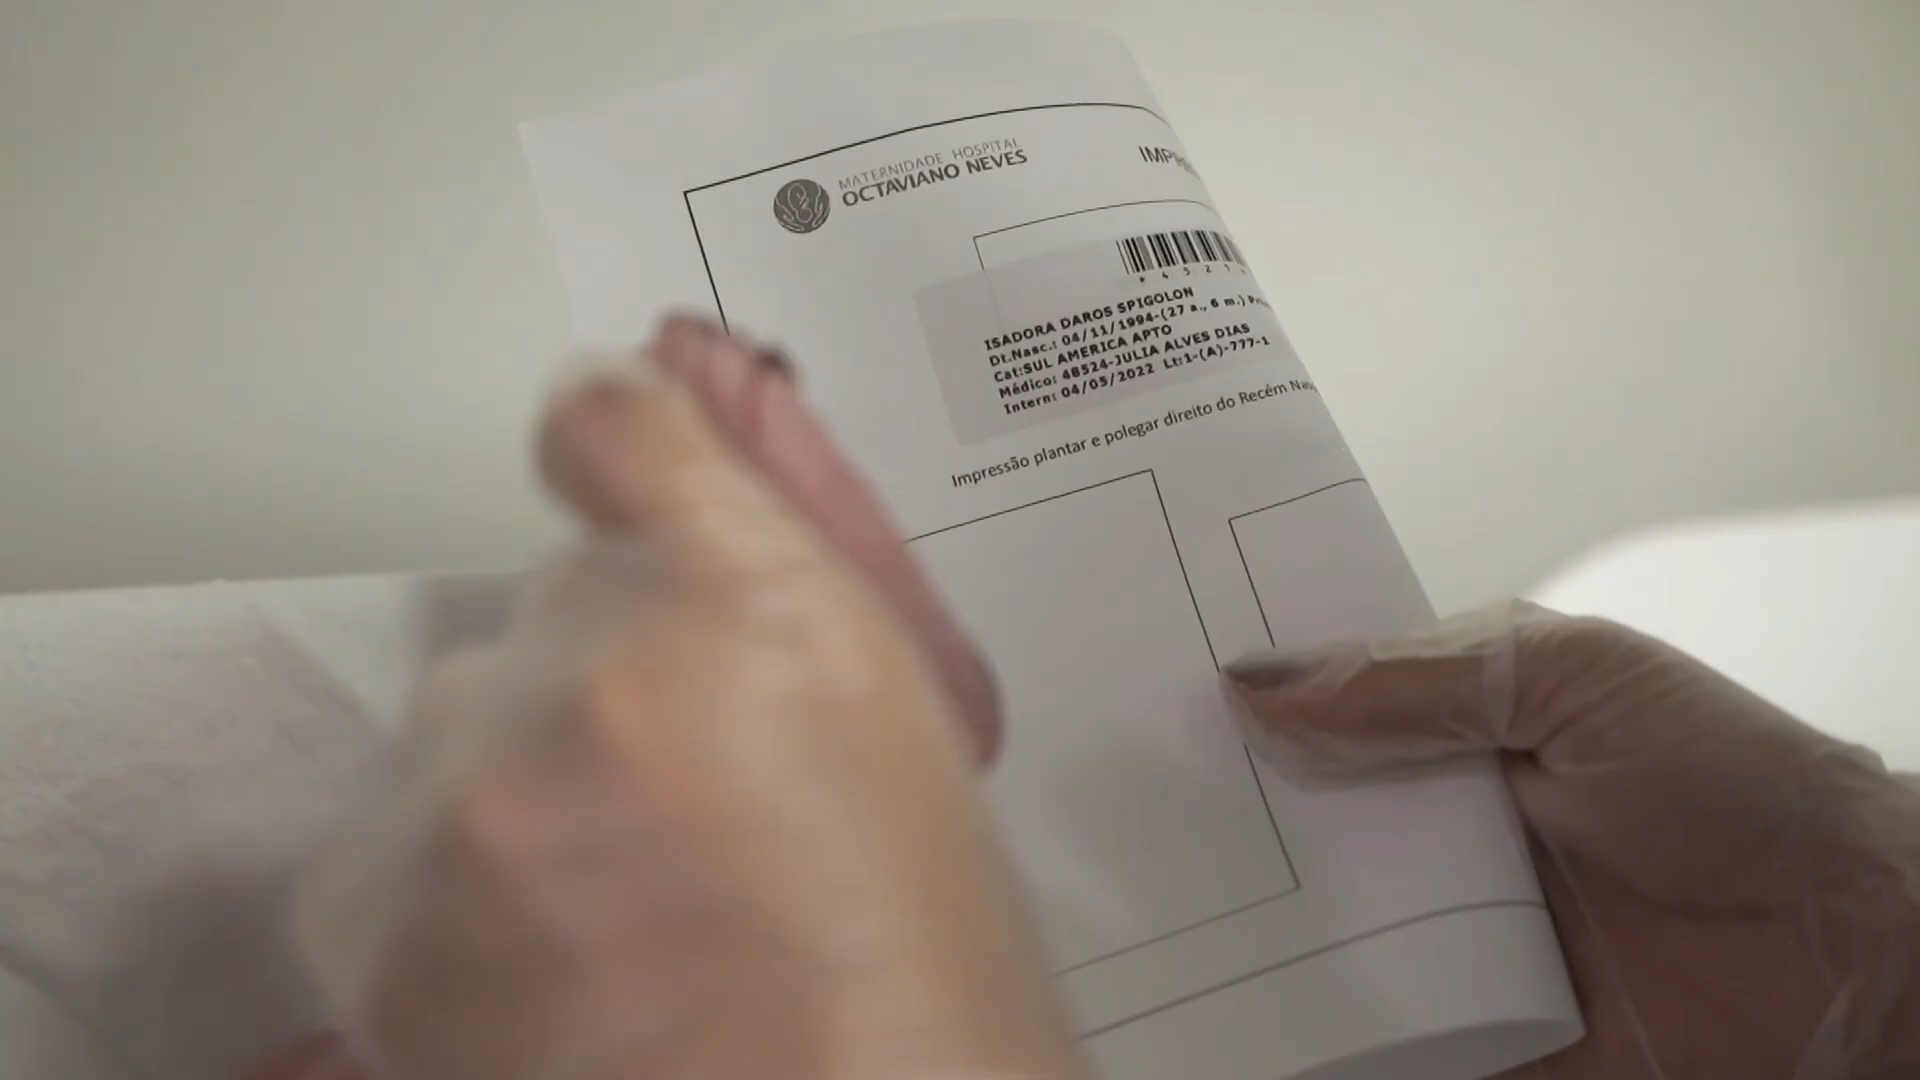 MATERNIDADE HOSPITAL
OCTAVIANO NEVES
ISADORA DAROS SPIGOLON
Dt.Nasc.: 04/11/1994-(27 a., 6 m.)
Cat:SUL AMERICA APTO
Médico: 48524-JULIA ALVES DIAS
Intern: 04/05/2022 Lt:1-(A)-777-1
Impressão plantar e polegar direito do Recém